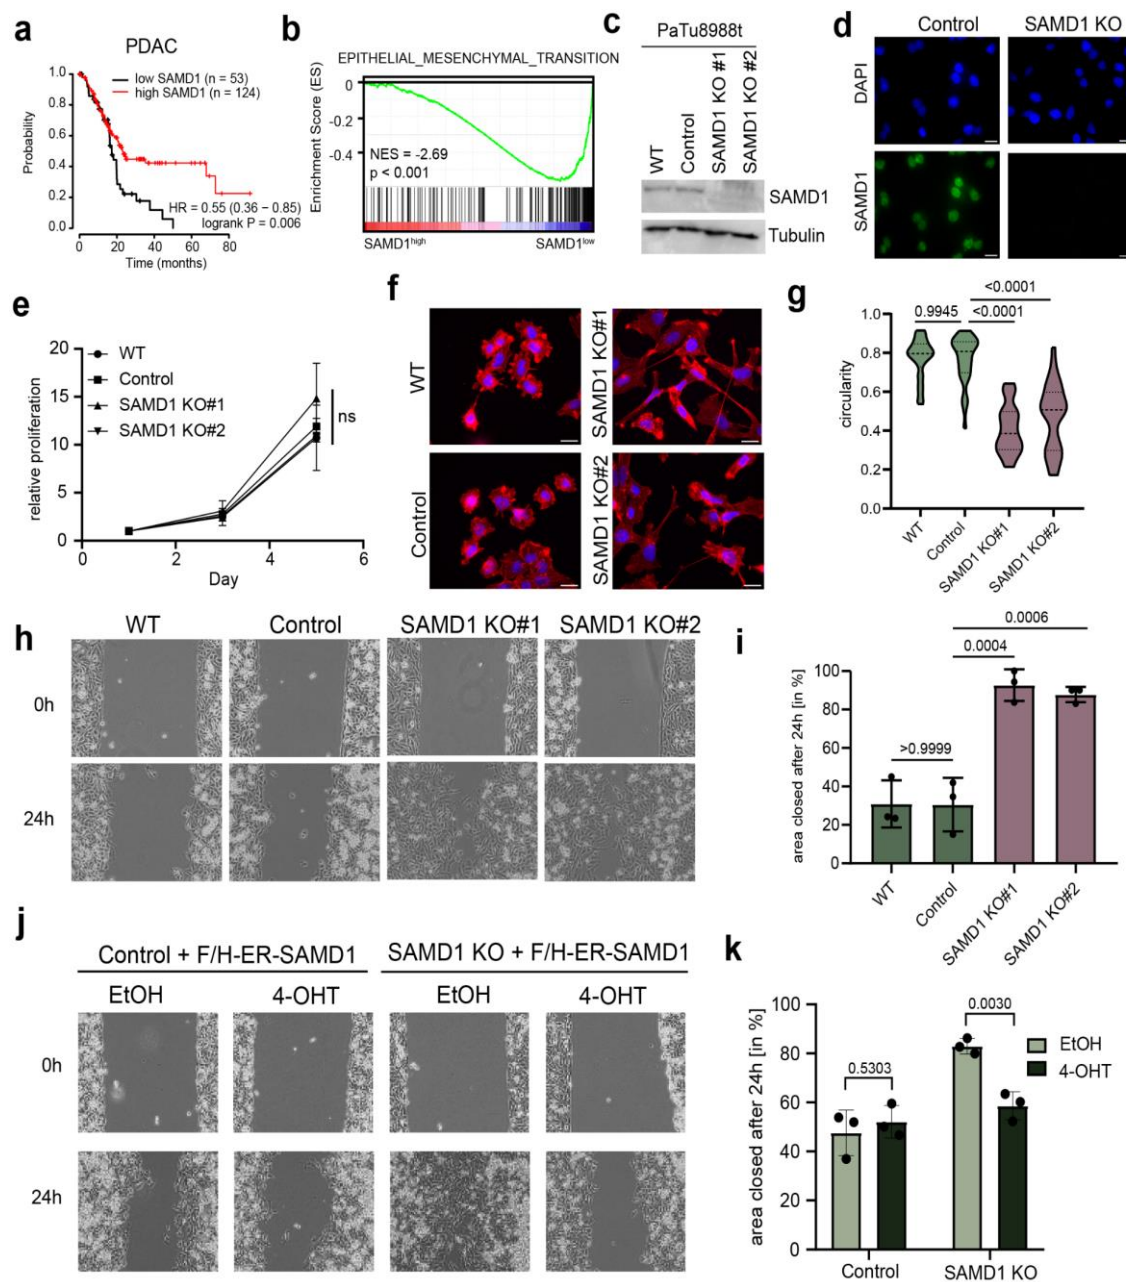 a
PDAC
low SAMD1 (n = 53)
high SAMD1 (n = 124)
Probability
1.0
0.8
0.6
0.4
0.2
0.0
HR = 0.55 (0.36 − 0.85)
logrank P = 0.006
0 20 40 60 80
Time (months)
b
EPITHELIAL_MESENCHYMAL_TRANSITION
Enrichment Score (ES)
0
-0.2
-0.4
NES = -2.69
p < 0.001
SAMD1high
SAMD1low
c
PaTu8988t
WT
Control
SAMD1 KO #1
SAMD1 KO #2
SAMD1
Tubulin
d
Control SAMD1 KO
DAPI
SAMD1
e
relative proliferation
20
15
10
5
0
WT
Control
SAMD1 KO#1
SAMD1 KO#2
ns
0 2 4 6
Day
f
WT
SAMD1 KO#1
Control
SAMD1 KO#2
g
<0.0001
0.9945 <0.0001
circularity
1.0
0.8
0.6
0.4
0.2
0.0
WT
Control
SAMD1 KO#1
SAMD1 KO#2
h
WT Control SAMD1 KO#1 SAMD1 KO#2
0h
24h
i
0.0006
0.0004
>0.9999
area closed after 24h [in %]
100
80
60
40
20
0
WT
Control
SAMD1 KO#1
SAMD1 KO#2
j
Control + F/H-ER-SAMD1 SAMD1 KO + F/H-ER-SAMD1
EtOH 4-OHT EtOH 4-OHT
0h
24h
k
area closed after 24h [in %]
100
80
60
40
20
0
0.5303
0.0030
EtOH
4-OHT
Control SAMD1 KO